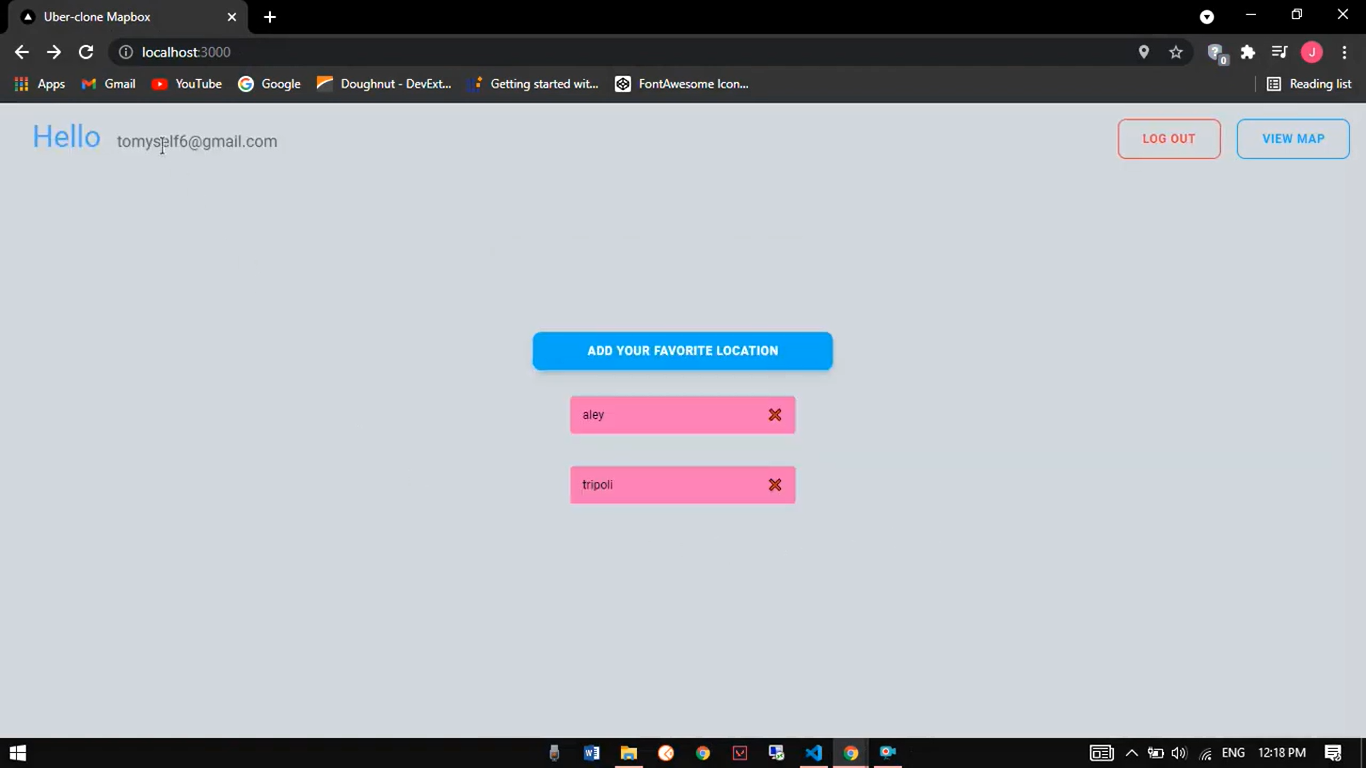 Uber-clone Mapbox
localhost:3000
0
J
Apps
Gmail
YouTube
Google
Doughnut - DevExt...
Getting started wit...
FontAwesome Icon...
Reading list
Hello tomyself6@gmail.com
LOG OUT
VIEW MAP
ADD YOUR FAVORITE LOCATION
aley
tripoli
ENG
12:18 PM